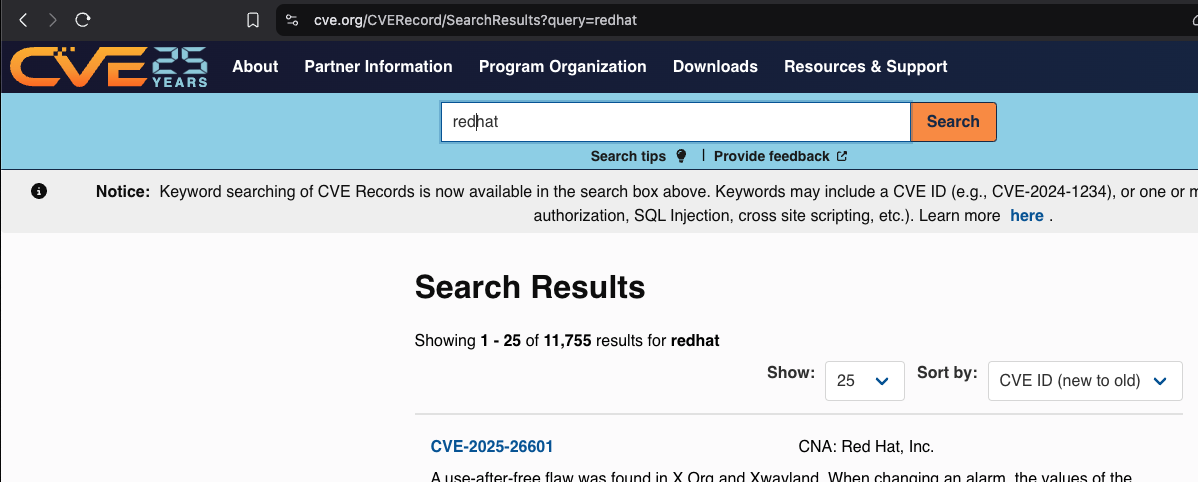 cve.org/CVERecord/SearchResults?query=redhat
CVE 25 YEARS About Partner Information Program Organization Downloads Resources & Support
redhat Search
Search tips | Provide feedback
Notice: Keyword searching of CVE Records is now available in the search box above. Keywords may include a CVE ID (e.g., CVE-2024-1234), or one or
authorization, SQL Injection, cross site scripting, etc.). Learn more here .
Search Results
Showing 1 - 25 of 11,755 results for redhat
Show: 25 Sort by: CVE ID (new to old)
CVE-2025-26601 CNA: Red Hat, Inc.
A use-after-free flaw was found in X.Org and Xwayland. When changing an alarm, the values of the